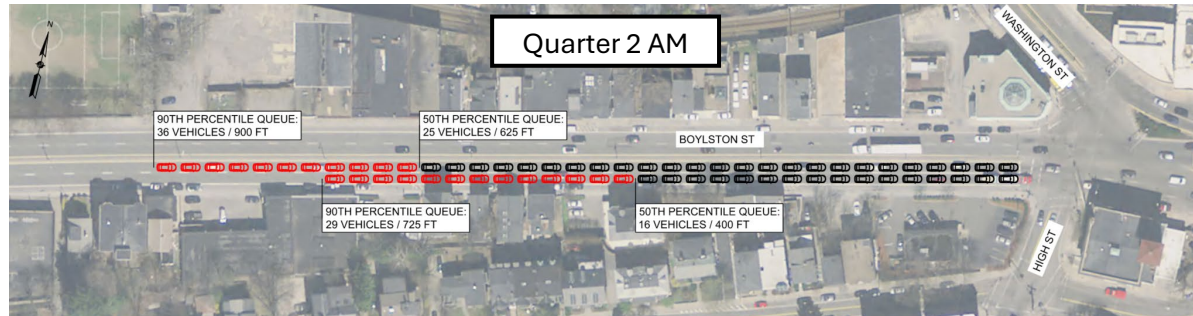 Quarter 2 AM
WASHINGTON ST
N
90TH PERCENTILE QUEUE:
36 VEHICLES / 900 FT
50TH PERCENTILE QUEUE:
25 VEHICLES / 625 FT
BOYLSTON ST
90TH PERCENTILE QUEUE:
29 VEHICLES / 725 FT
50TH PERCENTILE QUEUE:
16 VEHICLES / 400 FT
HIGH ST